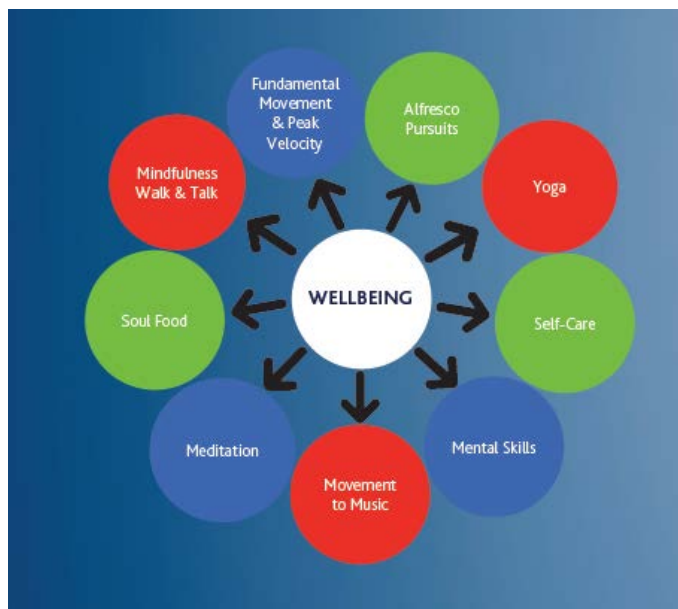 Fundamental
Movement
& Peak
Velocity
Alfresco
Pursuits
Mindfulness
Walk & Talk
Yoga
WELLBEING
Soul Food
Self-Care
Meditation
Mental Skills
Movement
to Music